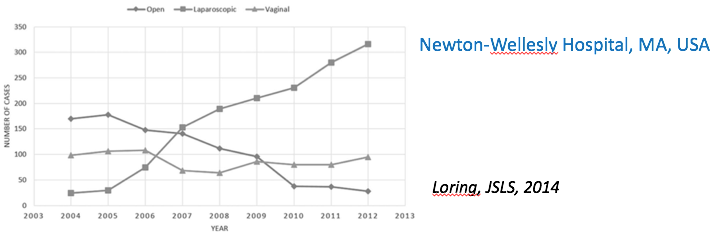 Open Laparoscopic Vaginal
350
300
250
200
150
100
50
0
NUMBER OF CASES
2003 2004 2005 2006 2007 2008 2009 2010 2011 2012 2013
YEAR
Newton-Wellesly Hospital, MA, USA
Loring, JSLS, 2014